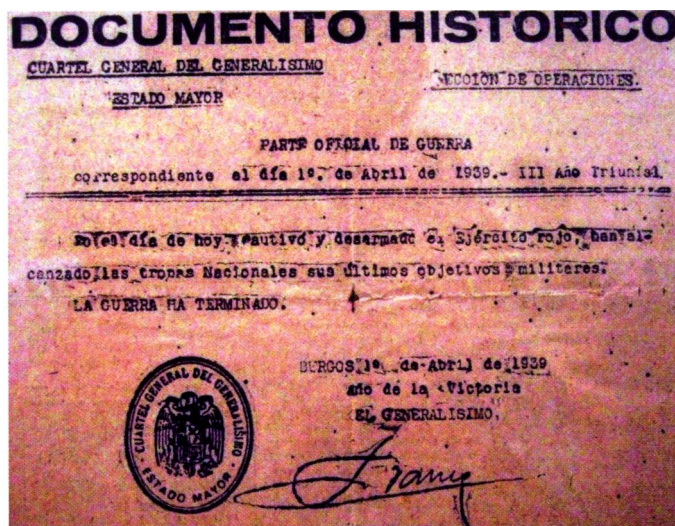 DOCUMENTO HISTORICO
CUARTEL GENERAL DEL GENERALISIMO
SECCION DE OPERACIONES.
ESTADO MAYOR
PARTE OFICIAL DE GUERRA
correspondiente al día 1º. de Abril de 1939.- III Año Triunfal.
En el día de hoy, cautivo y desarmado el Ejército rojo, han al-
canzado las tropas Nacionales sus últimos objetivos militares.
LA GUERRA HA TERMINADO.
BURGOS 1º de Abril de 1939
año de la Victoria
EL GENERALISIMO.
CUARTEL GENERAL DEL GENERALISIMO
ESTADO MAYOR
Franco